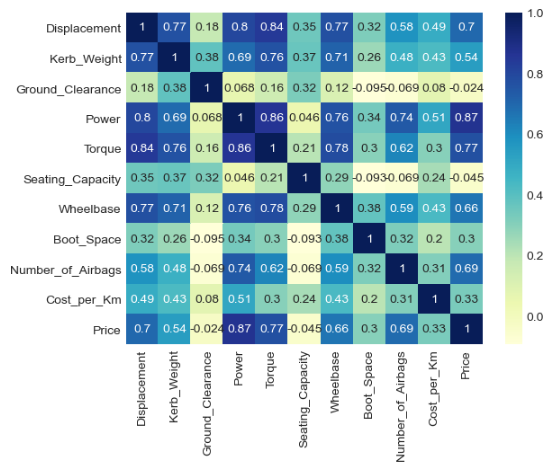 Displacement 1 0.77 0.18 0.8 0.84 0.35 0.77 0.32 0.58 0.49 0.7
Kerb_Weight 0.77 1 0.38 0.69 0.76 0.37 0.71 0.26 0.48 0.43 0.54
Ground_Clearance 0.18 0.38 1 0.068 0.16 0.32 0.12 -0.095 -0.069 0.08 -0.024
Power 0.8 0.69 0.068 1 0.86 0.046 0.76 0.34 0.74 0.51 0.87
Torque 0.84 0.76 0.16 0.86 1 0.21 0.78 0.3 0.62 0.3 0.77
Seating_Capacity 0.35 0.37 0.32 0.046 0.21 1 0.29 -0.093 -0.069 0.24 -0.045
Wheelbase 0.77 0.71 0.12 0.76 0.78 0.29 1 0.38 0.59 0.43 0.66
Boot_Space 0.32 0.26 -0.095 0.34 0.3 -0.093 0.38 1 0.32 0.2 0.3
Number_of_Airbags 0.58 0.48 -0.069 0.74 0.62 -0.069 0.59 0.32 1 0.31 0.69
Cost_per_Km 0.49 0.43 0.08 0.51 0.3 0.24 0.43 0.2 0.31 1 0.33
Price 0.7 0.54 -0.024 0.87 0.77 -0.045 0.66 0.3 0.69 0.33 1
Displacement
Kerb_Weight
Ground_Clearance
Power
Torque
Seating_Capacity
Wheelbase
Boot_Space
Number_of_Airbags
Cost_per_Km
Price
1.0
0.8
0.6
0.4
0.2
0.0